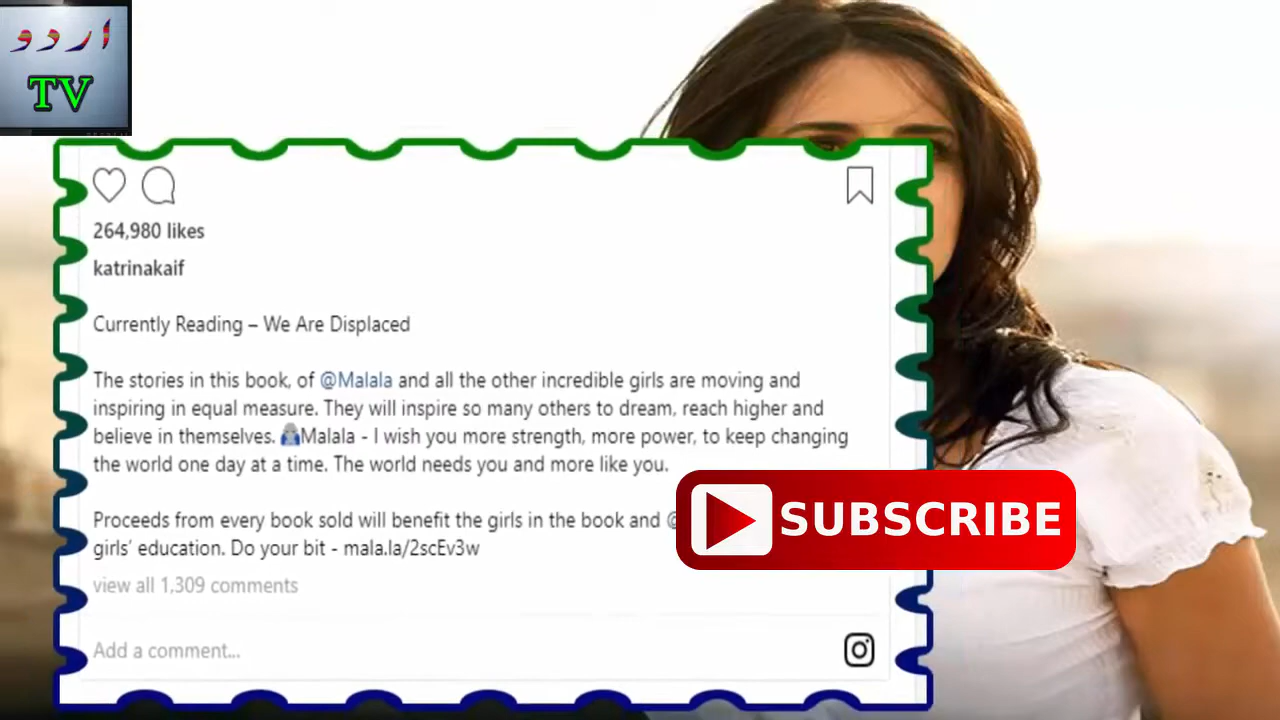 اردو
TV
264,980 likes
katrinakaif
Currently Reading – We Are Displaced
The stories in this book, of @Malala and all the other incredible girls are moving and
inspiring in equal measure. They will inspire so many others to dream, reach higher and
believe in themselves. Malala - I wish you more strength, more power, to keep changing
the world one day at a time. The world needs you and more like you.
Proceeds from every book sold will benefit the girls in the book and @
girls’ education. Do your bit - mala.la/2scEv3w
SUBSCRIBE
view all 1,309 comments
Add a comment...